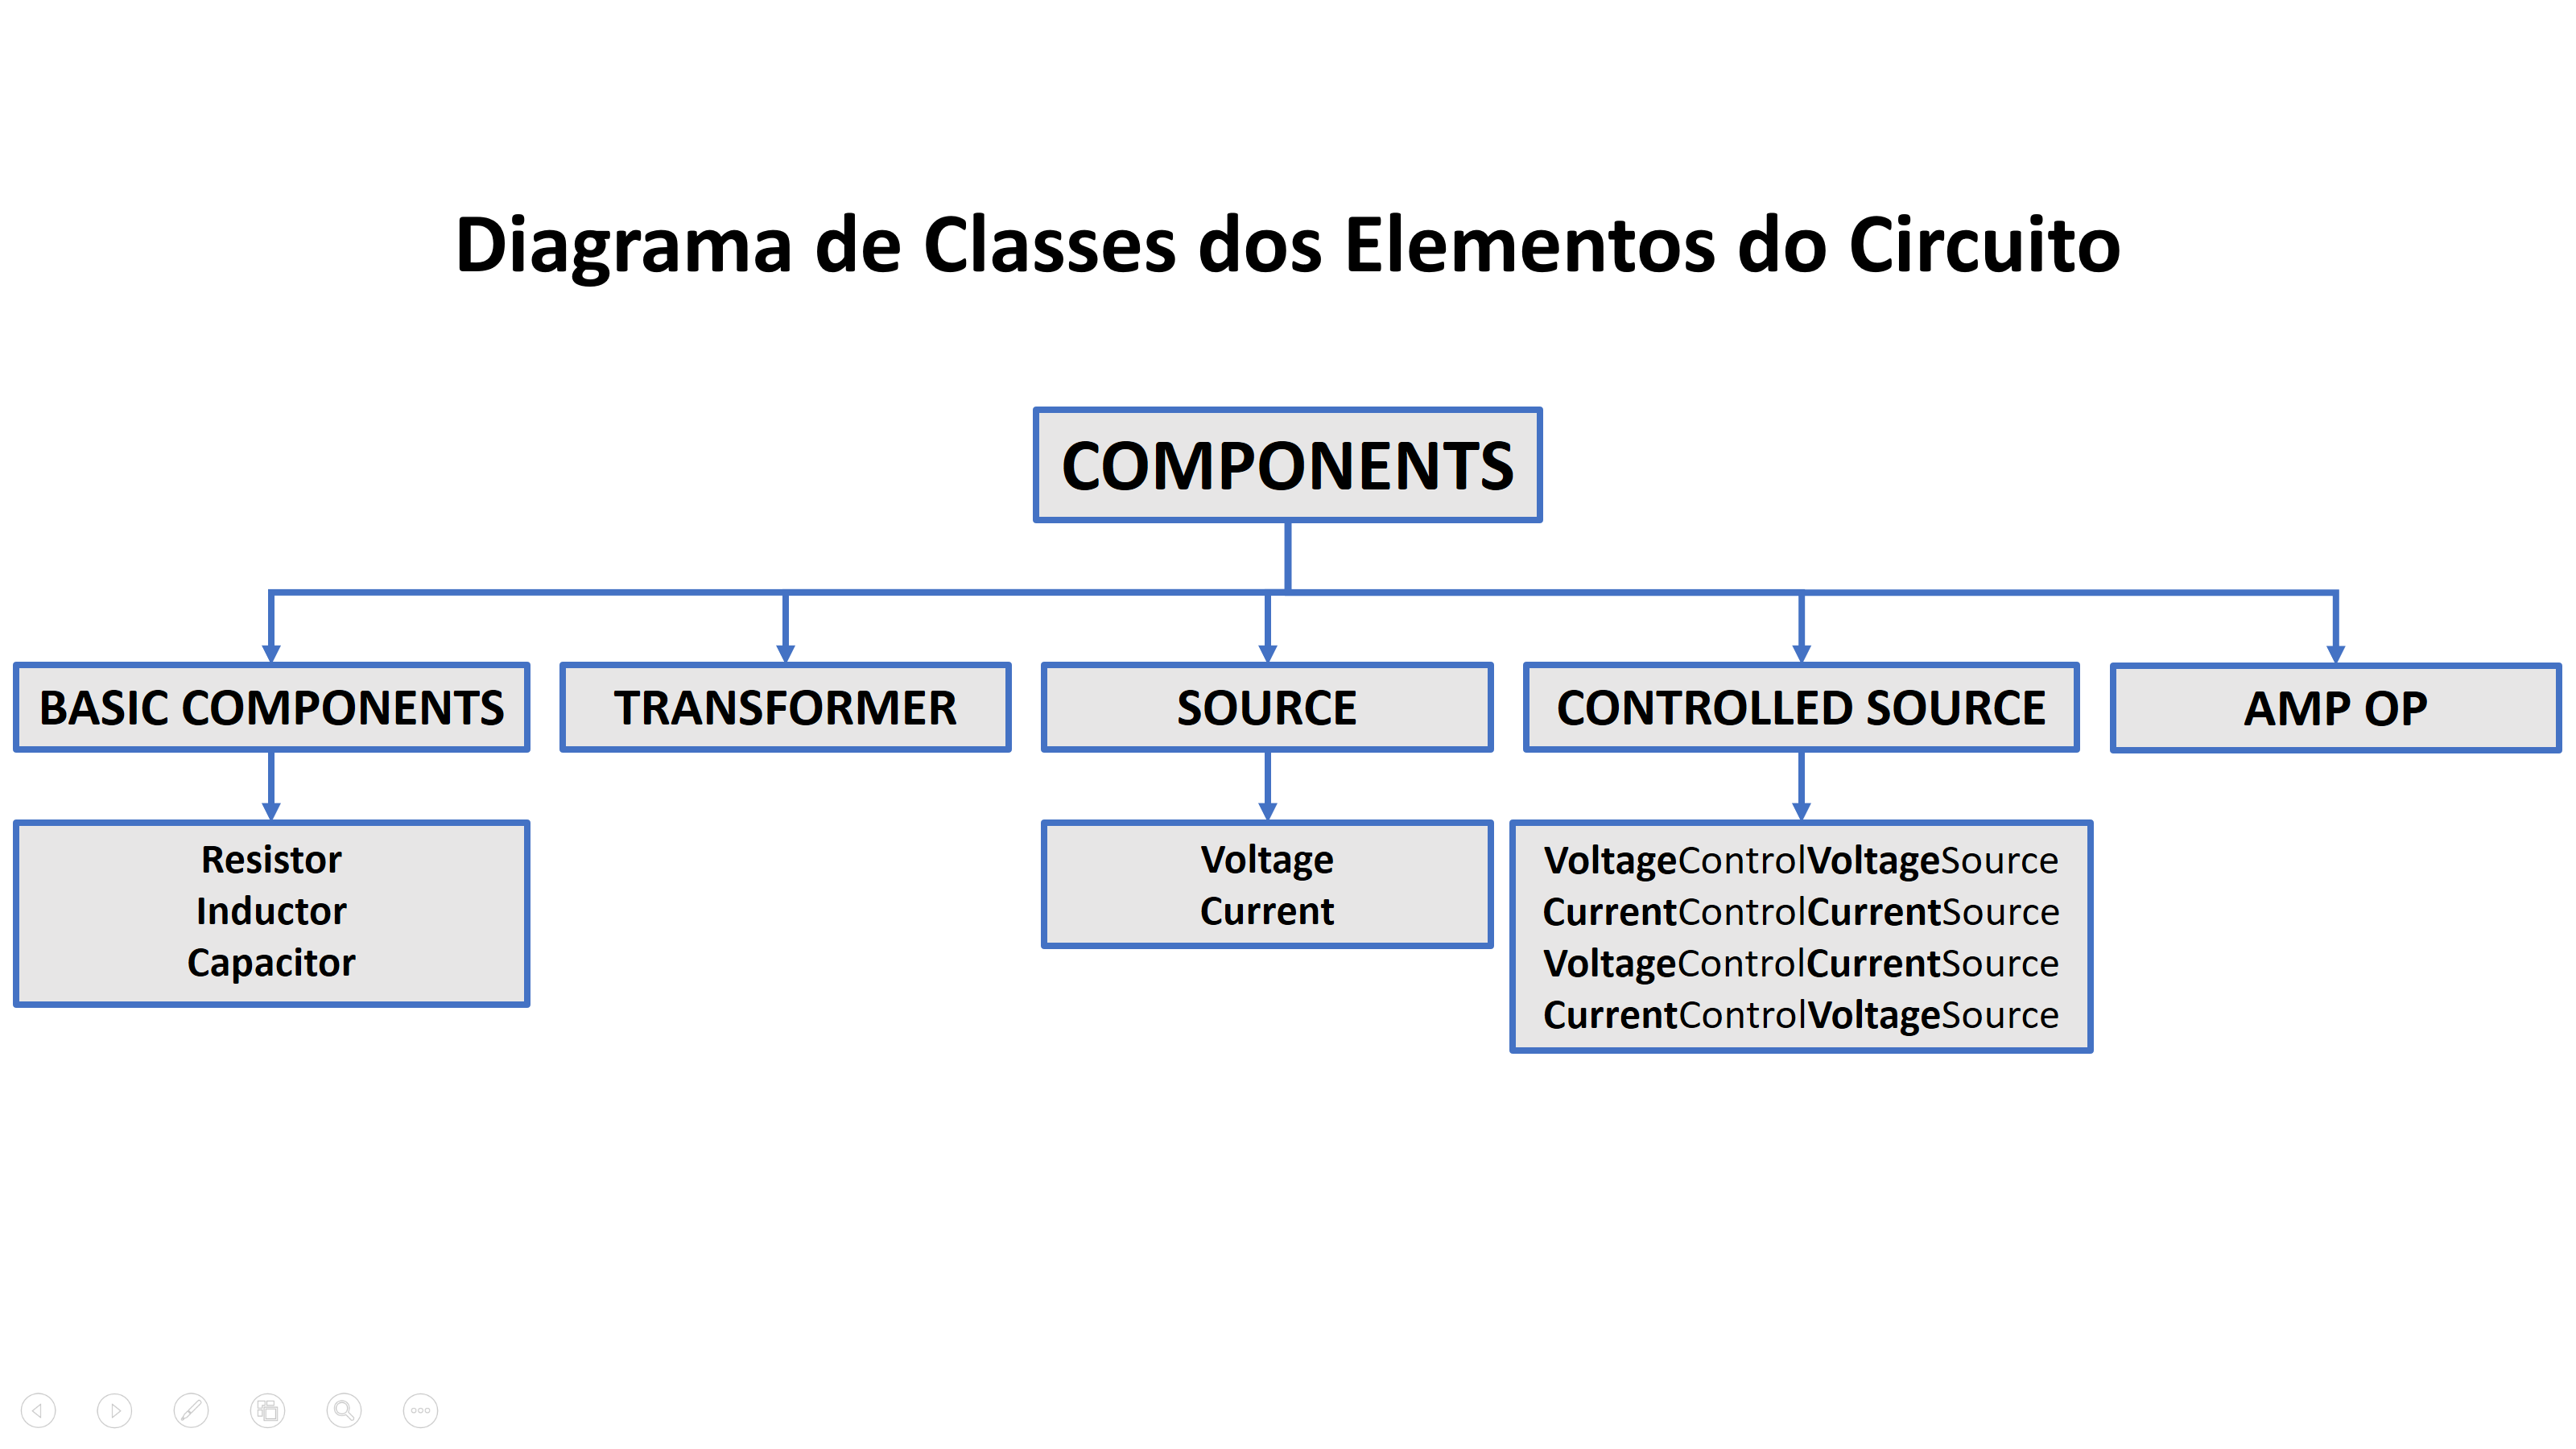 Diagrama de Classes dos Elementos do Circuito
COMPONENTS
BASIC COMPONENTS
TRANSFORMER
SOURCE
CONTROLLED SOURCE
AMP OP
Resistor
Inductor
Capacitor
Voltage
Current
VoltageControlVoltageSource
CurrentControlCurrentSource
VoltageControlCurrentSource
CurrentControlVoltageSource